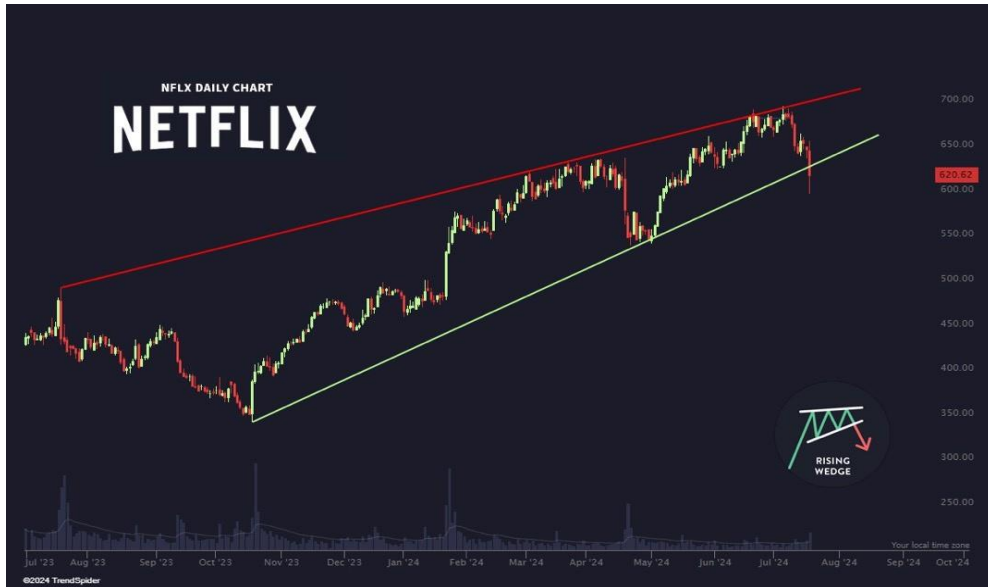 NFLX DAILY CHART
NETFLIX
700.00
650.00
620.62
600.00
550.00
500.00
450.00
400.00
350.00
300.00
250.00
RISING
WEDGE
Your local time zone
Jul '23 Aug '23 Sep '23 Oct '23 Nov '23 Dec '23 Jan '24 Feb '24 Mar '24 Apr '24 May '24 Jun '24 Jul '24 Aug '24 Sep '24 Oct '24
©2024 TrendSpider